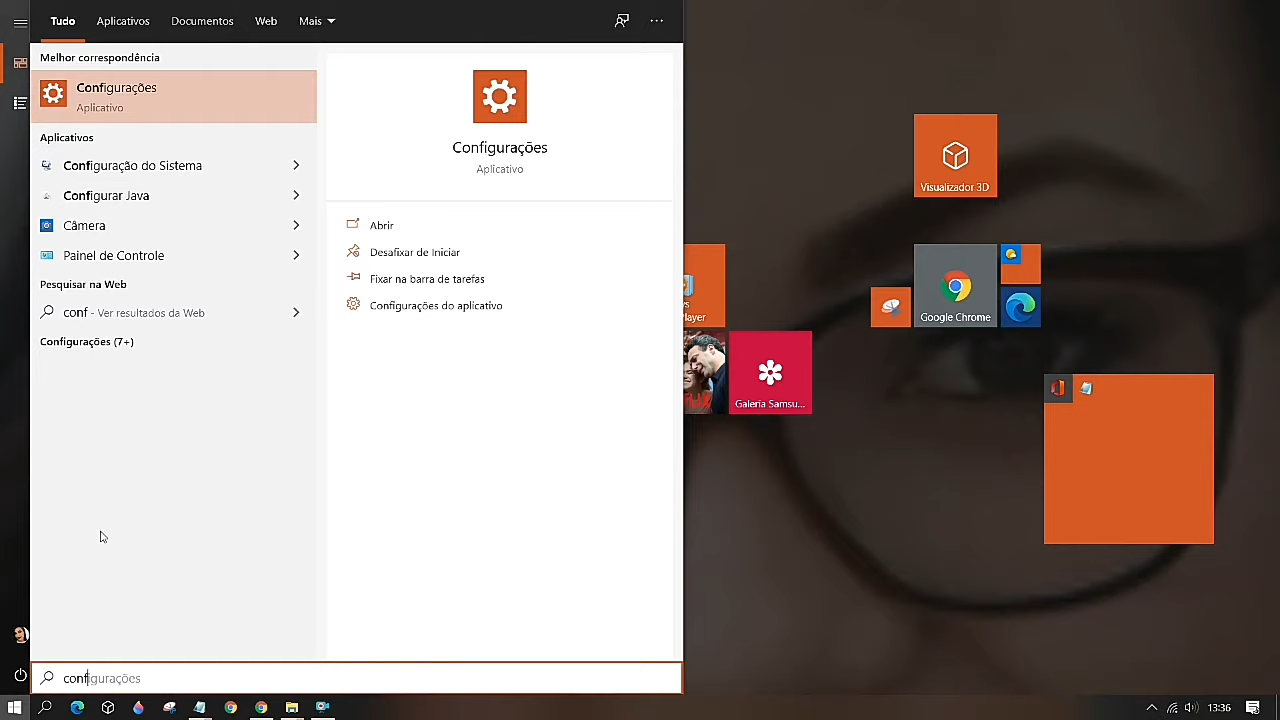 Tudo
Aplicativos
Documentos
Web
Mais
Melhor correspondência
Configurações
Aplicativo
Aplicativos
Configuração do Sistema
Configurar Java
Câmera
Painel de Controle
Pesquisar na Web
conf - Ver resultados da Web
Configurações (7+)
Configurações
Aplicativo
Abrir
Desafixar de Iniciar
Fixar na barra de tarefas
Configurações do aplicativo
Visualizador 3D
Google Chrome
Galeria Samsu...
configurações
13:36